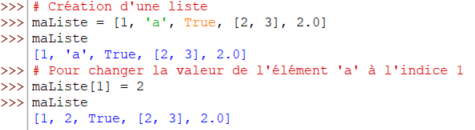 >>> # Création d'une liste
>>> maListe = [1, 'a', True, [2, 3], 2.0]
>>> maListe
[1, 'a', True, [2, 3], 2.0]
>>> # Pour changer la valeur de l'élément 'a' à l'indice 1
>>> maListe[1] = 2
>>> maListe
[1, 2, True, [2, 3], 2.0]